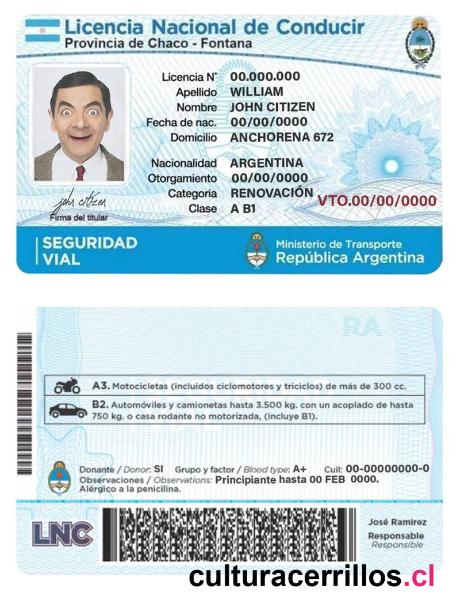 Licencia Nacional de Conducir
Provincia de Chaco - Fontana
Licencia N° 00.000.000
Apellido WILLIAM
Nombre JOHN CITIZEN
Fecha de nac. 00/00/0000
Domicilio ANCHORENA 672
Nacionalidad ARGENTINA
Otorgamiento 00/00/0000
Categoria RENOVACIÓN VTO.00/00/0000
Clase A B1
john citizen
Firma del titular
SEGURIDAD
VIAL
Ministerio de Transporte
República Argentina
RA
A3. Motocicletas (incluidos ciclomotores y triciclos) de más de 300 cc.
B2. Automóviles y camionetas hasta 3.500 kg. con un acoplado de hasta
750 kg. o casa rodante no motorizada, (incluye B1).
Donante / Donor: SI Grupo y factor / Blood type: A+ Cuil: 00-00000000-0
Observaciones / Observations: Principiante hasta 00 FEB 0000.
Alérgico a la penicilina.
LNC
José Ramirez
Responsable
Responsible
culturacerrillos.cl